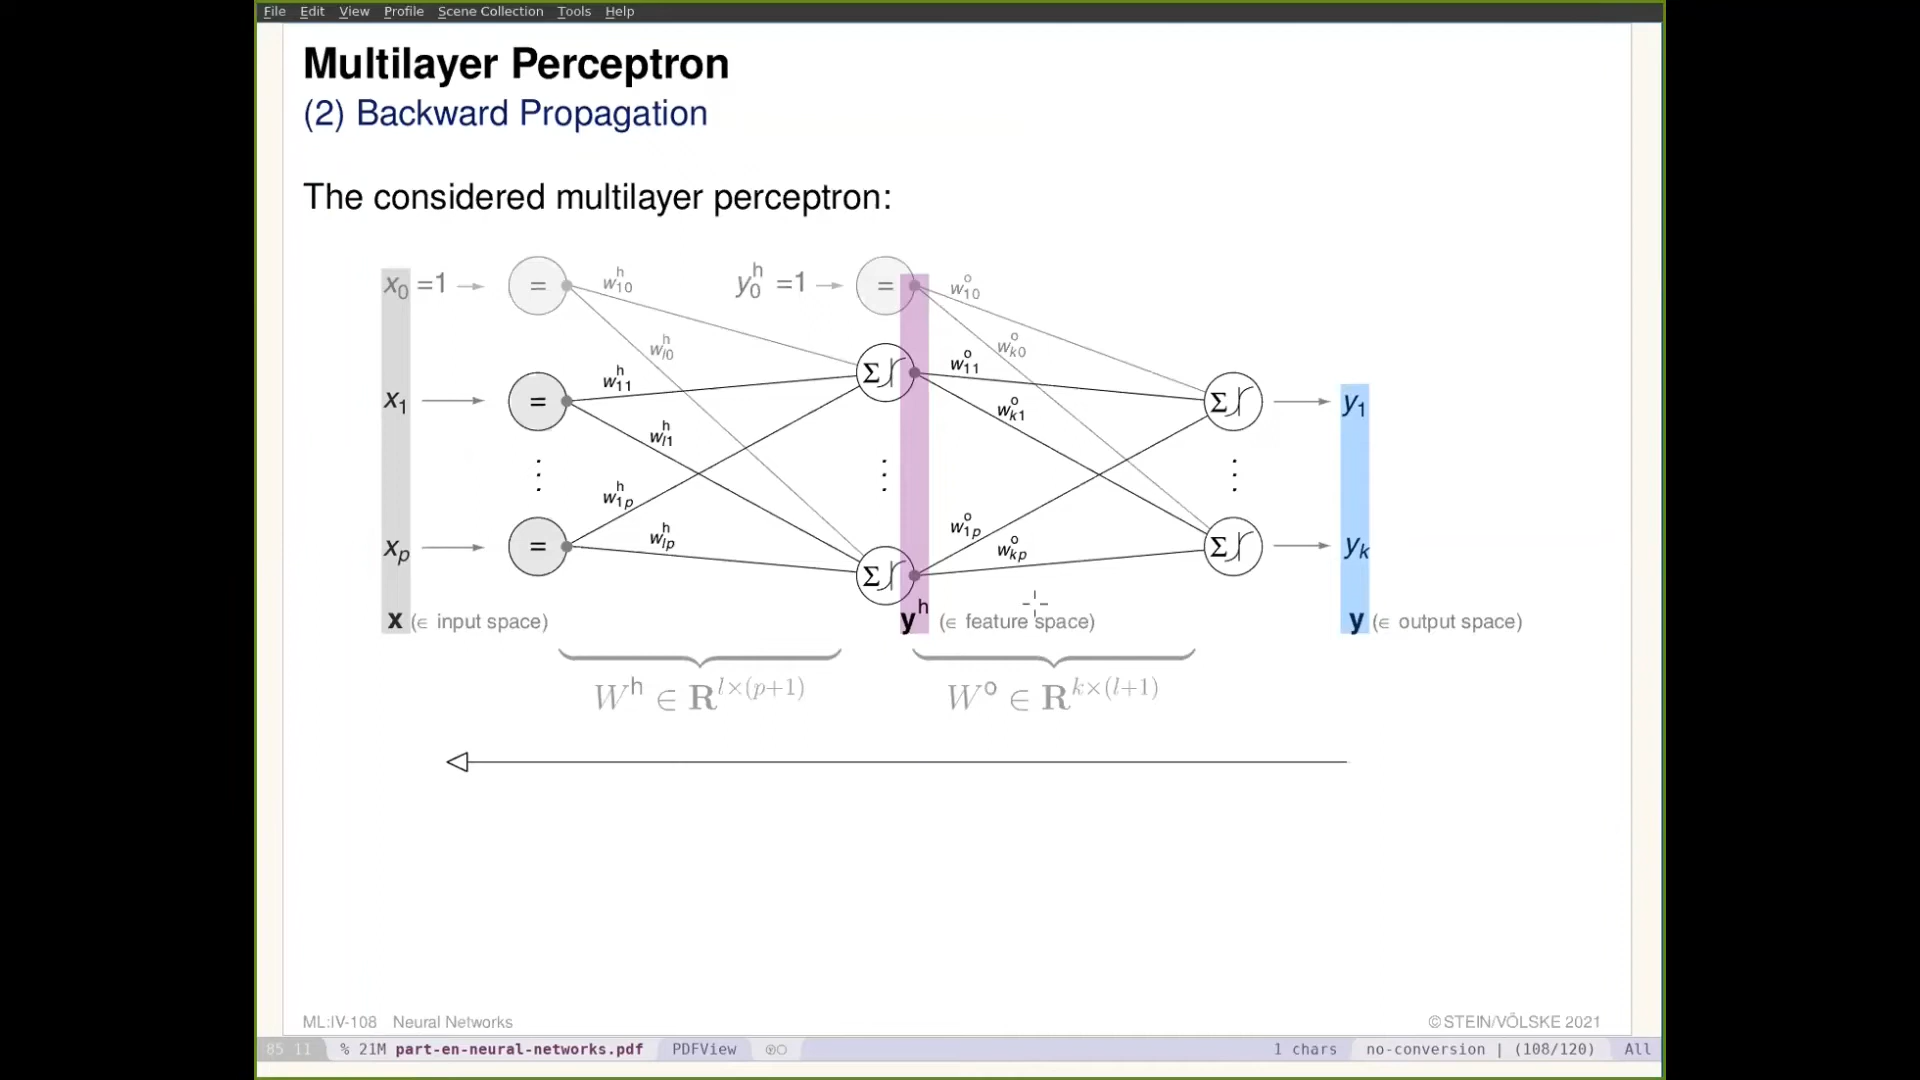 File Edit View Profile Scene Collection Tools Help
Multilayer Perceptron
(2) Backward Propagation
The considered multilayer perceptron:
x₀ =1 = w₁₀ʰ y₀ʰ =1 = w₁₀ᵒ
wₗ₀ʰ wₖ₀ᵒ
x₁ = w₁₁ʰ Σ w₁₁ᵒ Σ y₁
wₗ₁ʰ wₖ₁ᵒ
⋮ ⋮ ⋮
w₁ₚʰ w₁ₚᵒ
xₚ = wₗₚʰ Σ wₖₚᵒ Σ yₖ
x (∈ input space) yʰ (∈ feature space) y (∈ output space)
Wʰ ∈ R^{l×(p+1)} Wᵒ ∈ R^{k×(l+1)}
ML:IV-108 Neural Networks ©STEIN/VÖLSKE 2021
85 11 % 21M part-en-neural-networks.pdf PDFView 1 chars no-conversion | (108/120) All